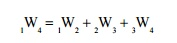 ₁W₄ = ₁W₂ + ₂W₃ + ₃W₄